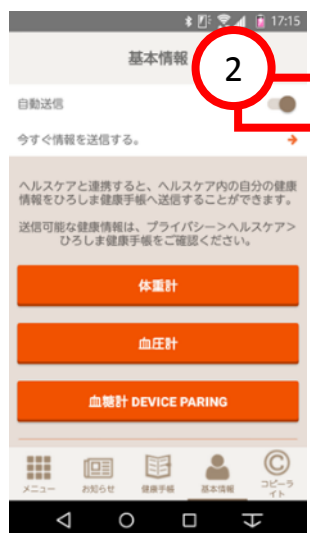 17:15
基本情報
2
自動送信
今すぐ情報を送信する。
ヘルスケアと連携すると、ヘルスケア内の自分の健康
情報をひろしま健康手帳へ送信することができます。
送信可能な健康情報は、プライバシー>ヘルスケア>
ひろしま健康手帳をご確認ください。
体重計
血圧計
血糖計 DEVICE PARING
メニュー
お知らせ
健康手帳
基本情報
コピーラ
イト